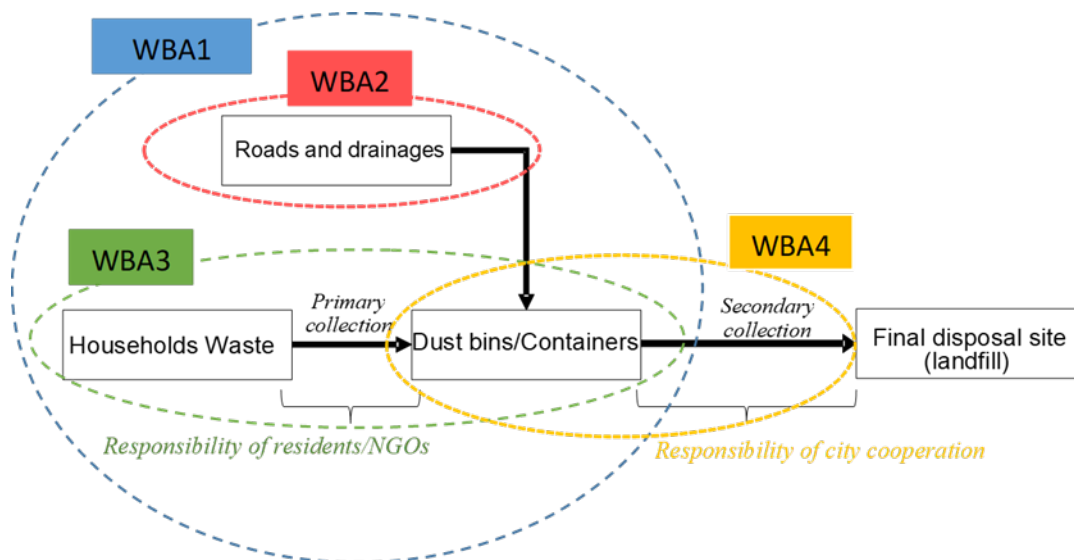 WBA1
WBA2
Roads and drainages
WBA3
WBA4
Primary
collection
Secondary
collection
Households Waste
Dust bins/Containers
Final disposal site
(landfill)
Responsibility of residents/NGOs
Responsibility of city cooperation